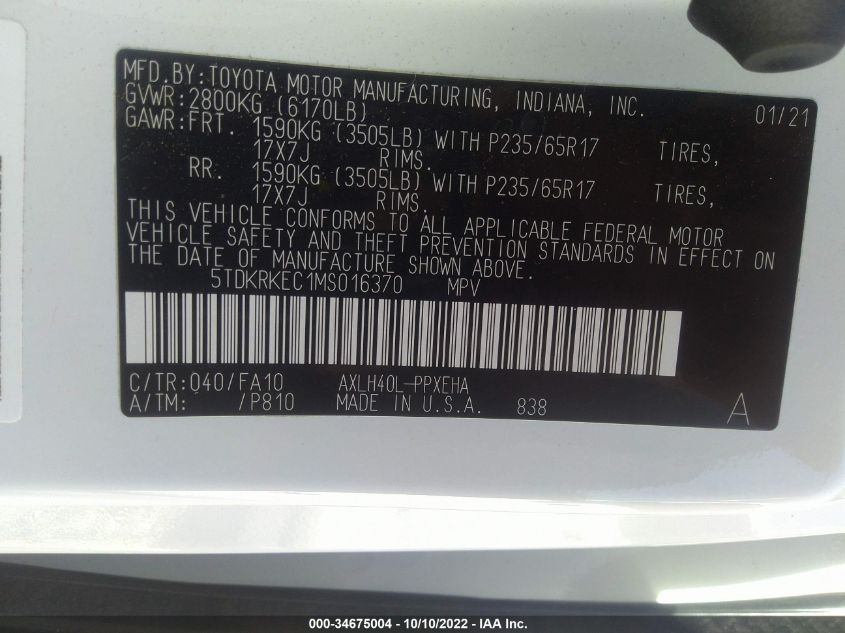 MFD.BY:TOYOTA MOTOR MANUFACTURING, INDIANA, INC. 01/21
GVWR:2800KG (6170LB)
GAWR:FRT. 1590KG (3505LB) WITH P235/65R17 TIRES,
17X7J RIMS.
RR. 1590KG (3505LB) WITH P235/65R17 TIRES,
17X7J RIMS.
THIS VEHICLE CONFORMS TO ALL APPLICABLE FEDERAL MOTOR
VEHICLE SAFETY AND THEFT PREVENTION STANDARDS IN EFFECT ON
THE DATE OF MANUFACTURE SHOWN ABOVE.
5TDKRKEC1MS016370 MPV
C/TR:040/FA10 AXLH40L-PPXEHA
A/TM: /P810 MADE IN U.S.A. 838 A
000-34675004 - 10/10/2022 - IAA Inc.